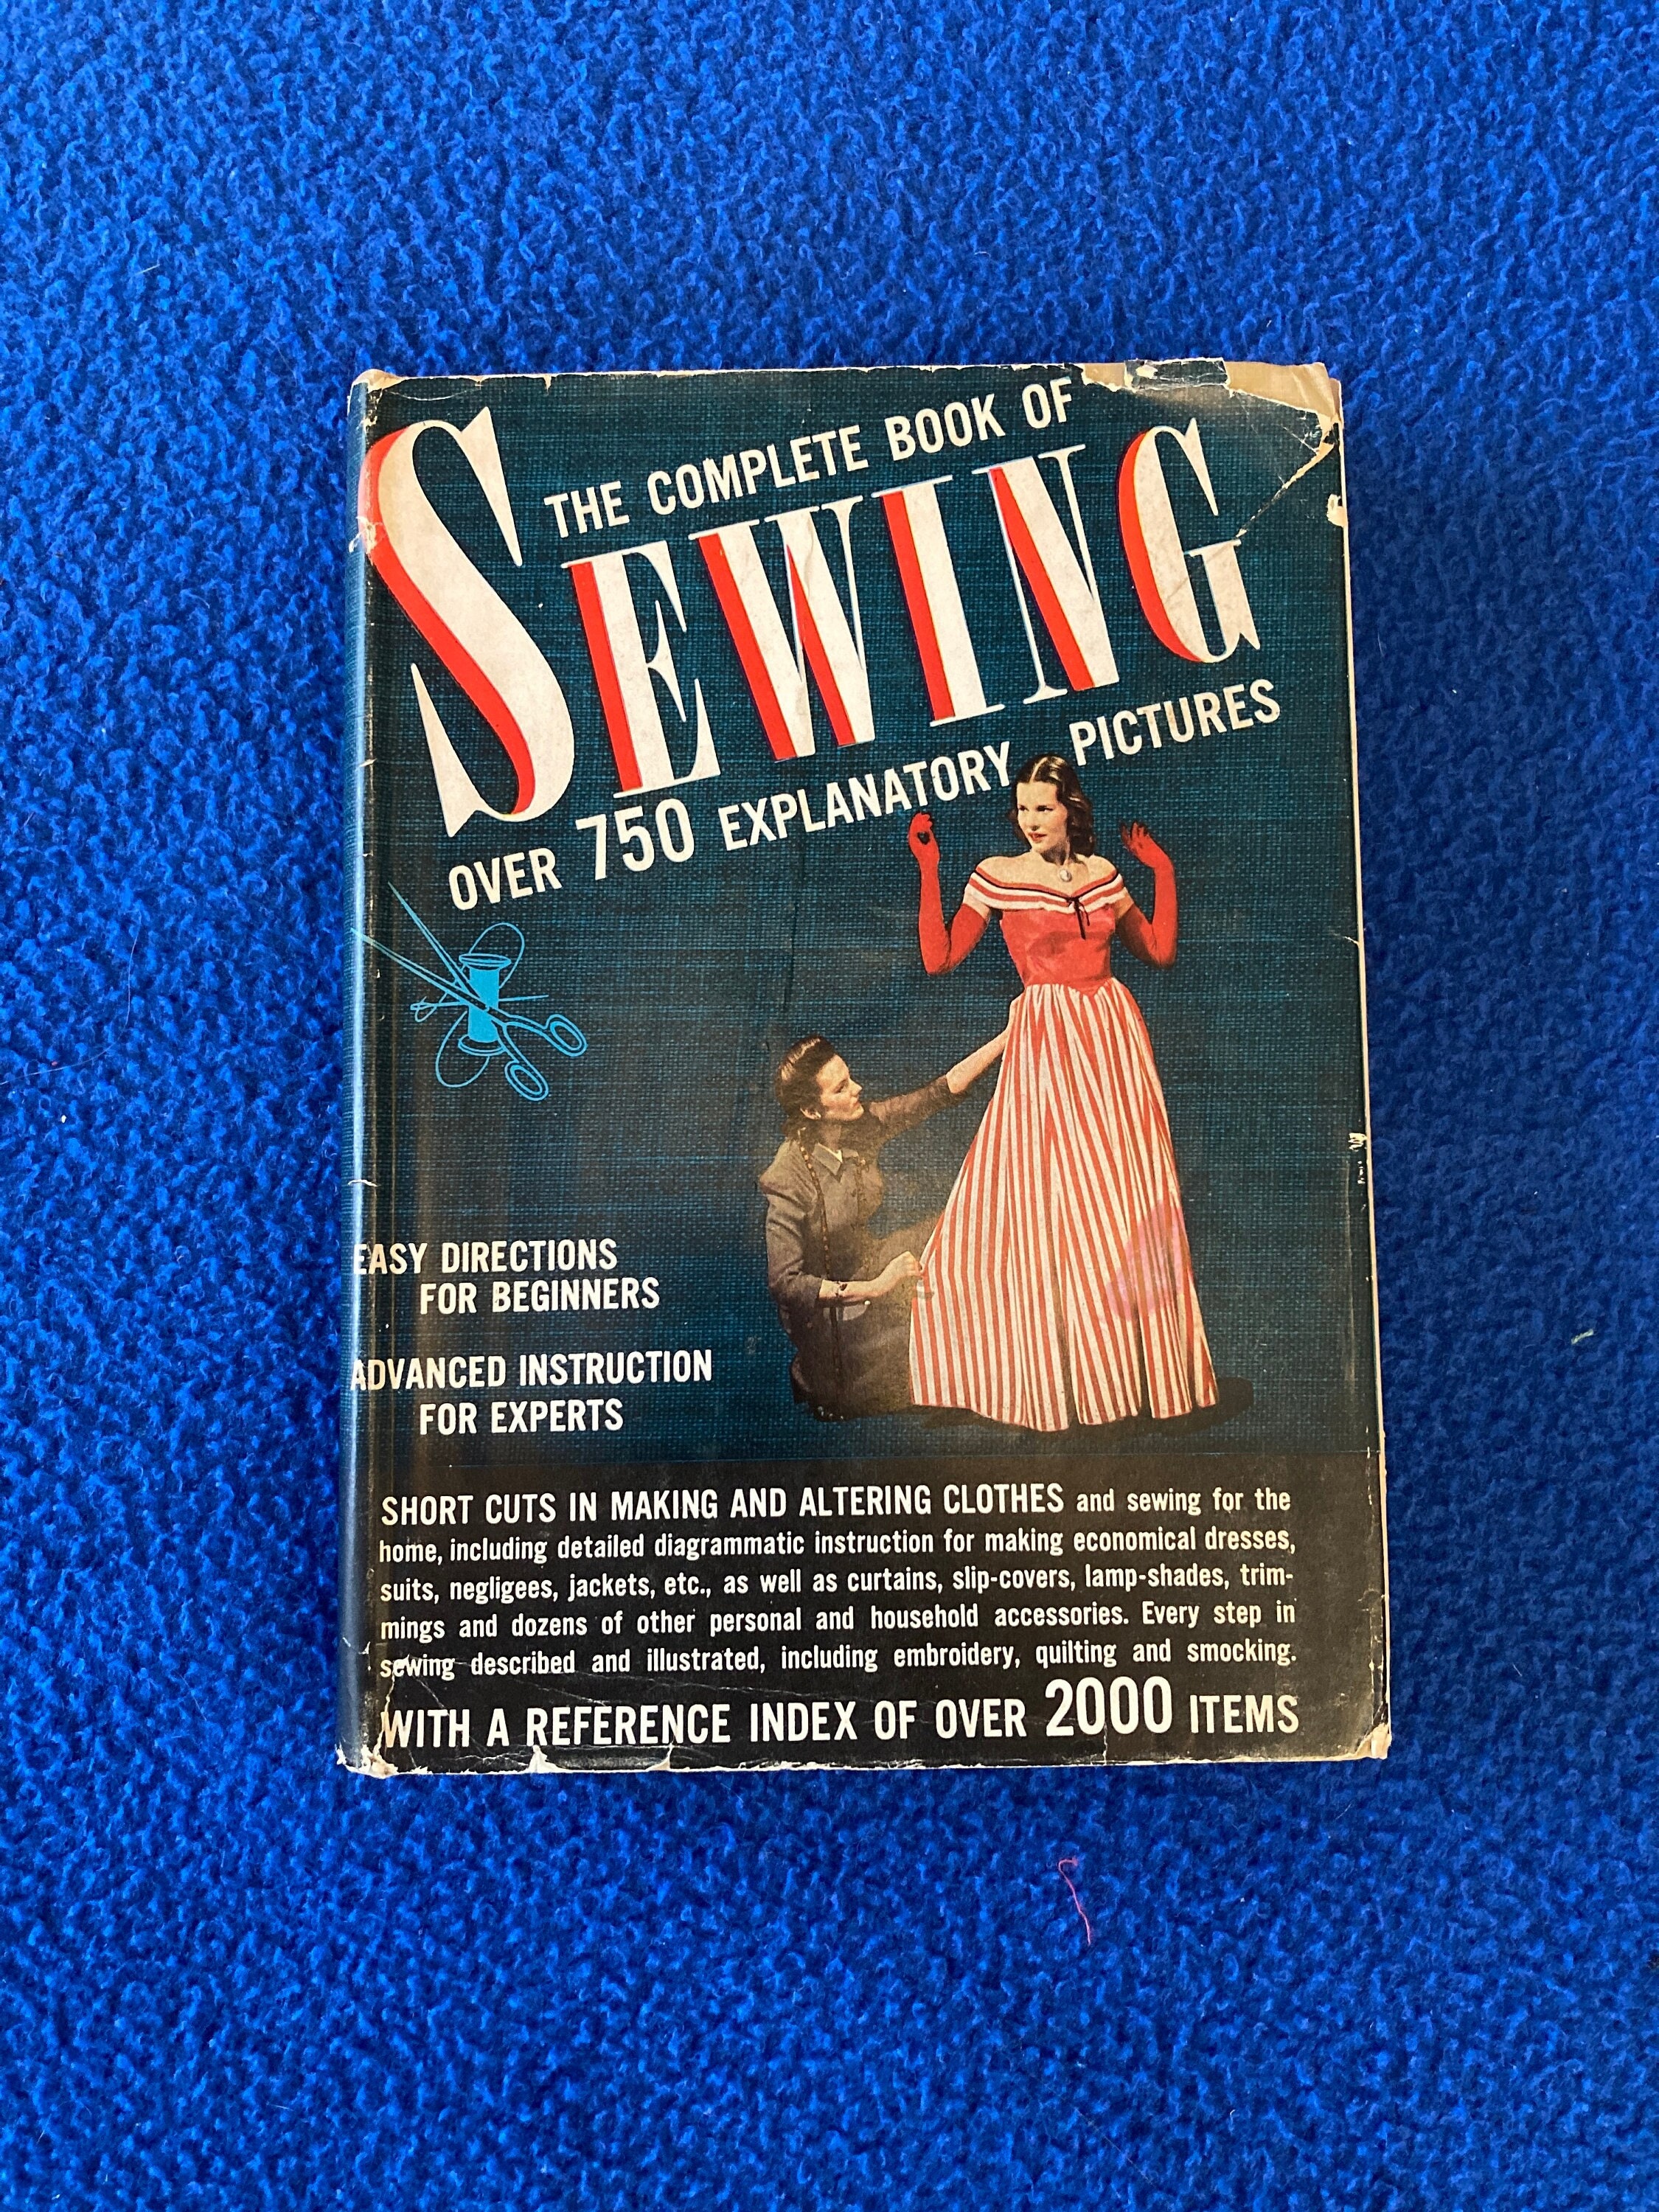 THE COMPLETE BOOK OF
SEWING
OVER 750 EXPLANATORY PICTURES
EASY DIRECTIONS
FOR BEGINNERS
ADVANCED INSTRUCTION
FOR EXPERTS
SHORT CUTS IN MAKING AND ALTERING CLOTHES and sewing for the
home, including detailed diagrammatic instruction for making economical dresses,
suits, negligees, jackets, etc., as well as curtains, slip-covers, lamp-shades, trim-
mings and dozens of other personal and household accessories. Every step in
sewing described and illustrated, including embroidery, quilting and smocking.
WITH A REFERENCE INDEX OF OVER 2000 ITEMS